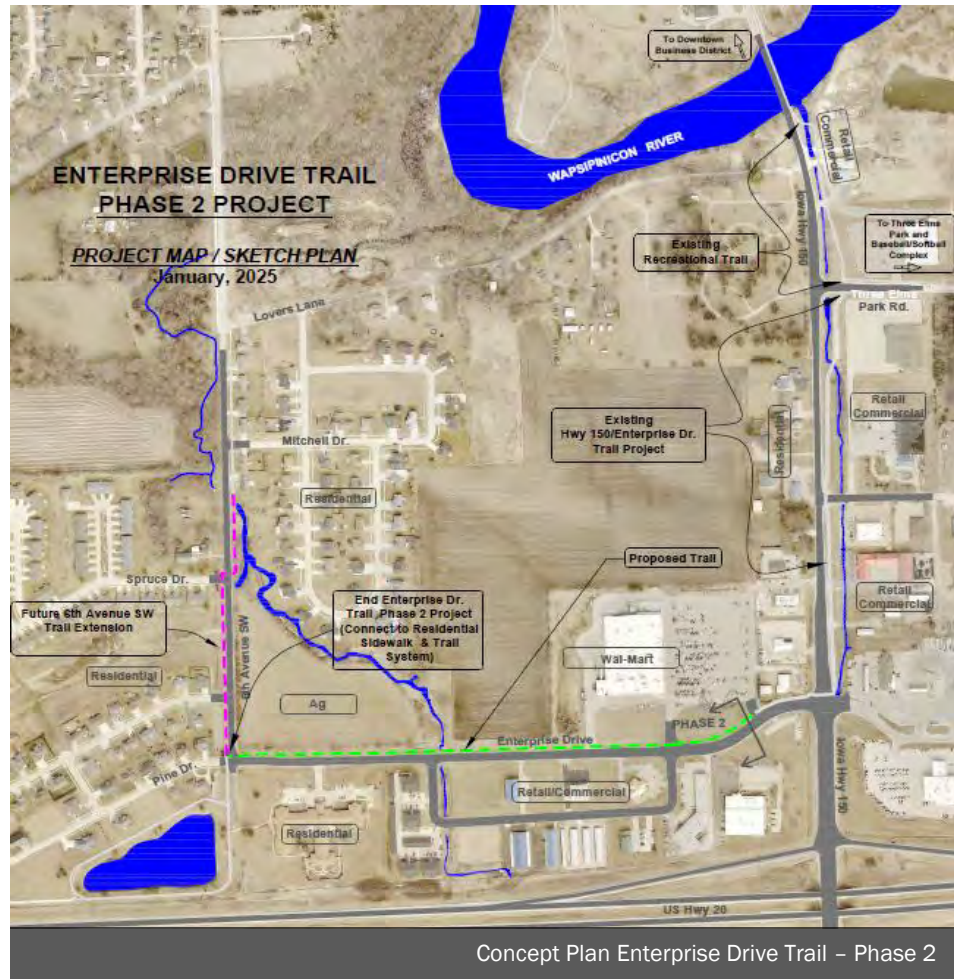 To Downtown
Business District
Retail
Commercial
WAPSIPINICON RIVER
ENTERPRISE DRIVE TRAIL
PHASE 2 PROJECT
PROJECT MAP / SKETCH PLAN
January, 2025
Iowa Hwy 150
Existing
Recreational Trail
To Three Elms
Park and
Baseball/Softball
Complex
Lovers Lane
Park Rd.
Retail
Commercial
Existing
Hwy 150/Enterprise Dr.
Trail Project
Residential
Mitchell Dr.
Residential
Proposed Trail
Spruce Dr.
Retail
Commercial
End Enterprise Dr.
Trail, Phase 2 Project
(Connect to Residential
Sidewalk & Trail
System)
Future 6th Avenue SW
Trail Extension
6th Avenue SW
Wal-Mart
Residential
Ag
PHASE 2
Enterprise Drive
Pine Dr.
Iowa Hwy 150
Retail/Commercial
Residential
US Hwy 20
Concept Plan Enterprise Drive Trail – Phase 2